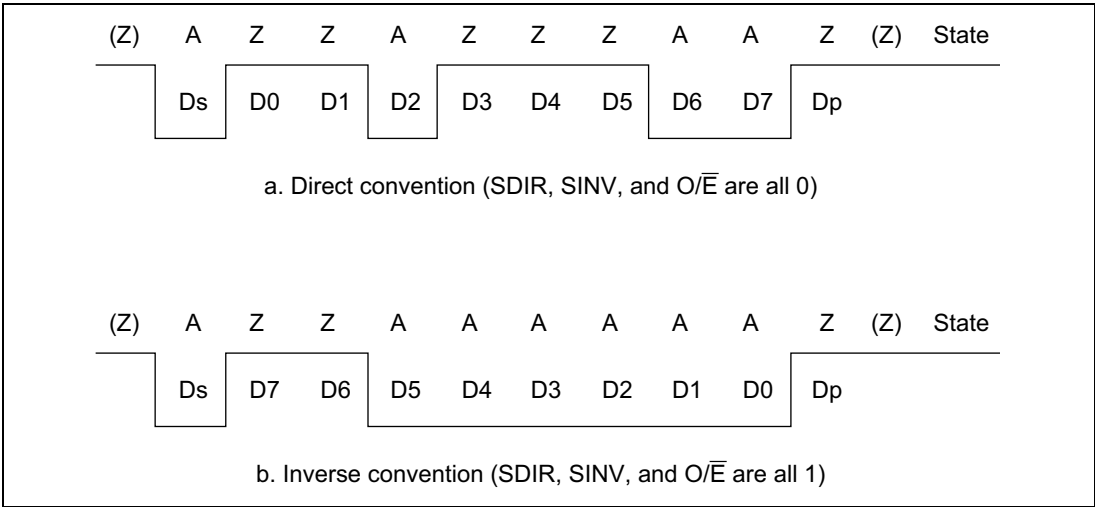 (Z) A Z Z A Z Z Z A A Z (Z) State
Ds D0 D1 D2 D3 D4 D5 D6 D7 Dp
a. Direct convention (SDIR, SINV, and O/E̅ are all 0)
(Z) A Z Z A A A A A A Z (Z) State
Ds D7 D6 D5 D4 D3 D2 D1 D0 Dp
b. Inverse convention (SDIR, SINV, and O/E̅ are all 1)